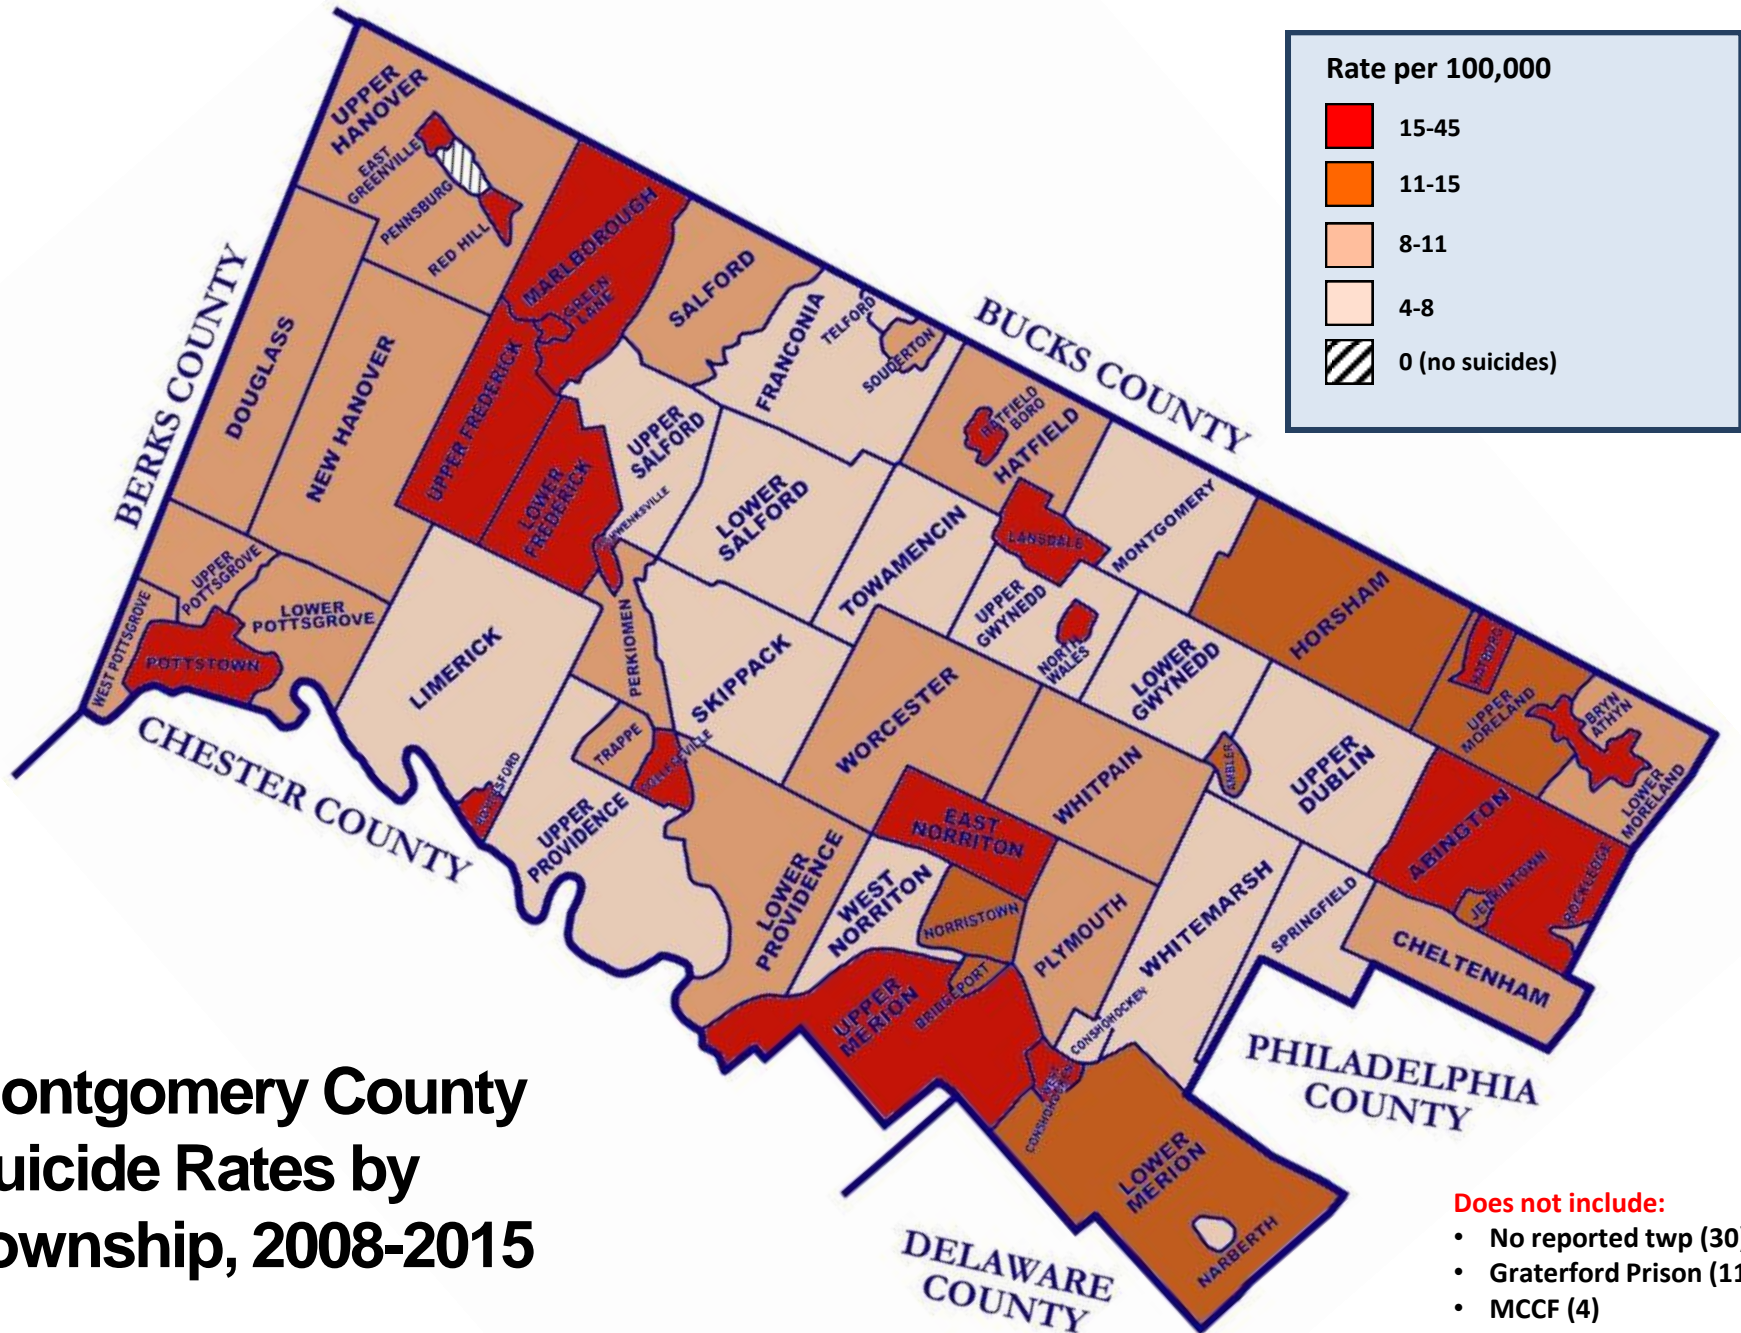 Rate per 100,000
15-45
11-15
8-11
4-8
0 (no suicides)
BERKS COUNTY
BUCKS COUNTY
CHESTER COUNTY
PHILADELPHIA
COUNTY
DELAWARE
COUNTY
UPPER
HANOVER
EAST
GREENVILLE
PENNSBURG
RED HILL
MARLBOROUGH
GREEN
LANE
SALFORD
FRANCONIA
TELFORD
SOUDERTON
DOUGLASS
NEW HANOVER
UPPER FREDERICK
LOWER
FREDERICK
UPPER
SALFORD
LOWER
SALFORD
HATFIELD
BORO
HATFIELD
TOWAMENCIN
LANSDALE
MONTGOMERY
UPPER
GWYNEDD
NORTH
WALES
LOWER
GWYNEDD
HORSHAM
HATBORO
UPPER
MORELAND
BRYN
ATHYN
LOWER
MORELAND
UPPER
POTTSGROVE
WEST POTTSGROVE
LOWER
POTTSGROVE
POTTSTOWN
LIMERICK
PERKIOMEN
SKIPPACK
TRAPPE
UPPER
PROVIDENCE
WORCESTER
WHITPAIN
AMBLER
UPPER
DUBLIN
ABINGTON
JENKINTOWN
ROCKLEDGE
CHELTENHAM
LOWER
PROVIDENCE
EAST
NORRITON
WEST
NORRITON
NORRISTOWN
PLYMOUTH
WHITEMARSH
SPRINGFIELD
UPPER
MERION
BRIDGEPORT
CONSHOHOCKEN
LOWER
MERION
NARBERTH
ontgomery County
uicide Rates by
ownship, 2008-2015
Does not include:
• No reported twp (30)
• Graterford Prison (11
• MCCF (4)